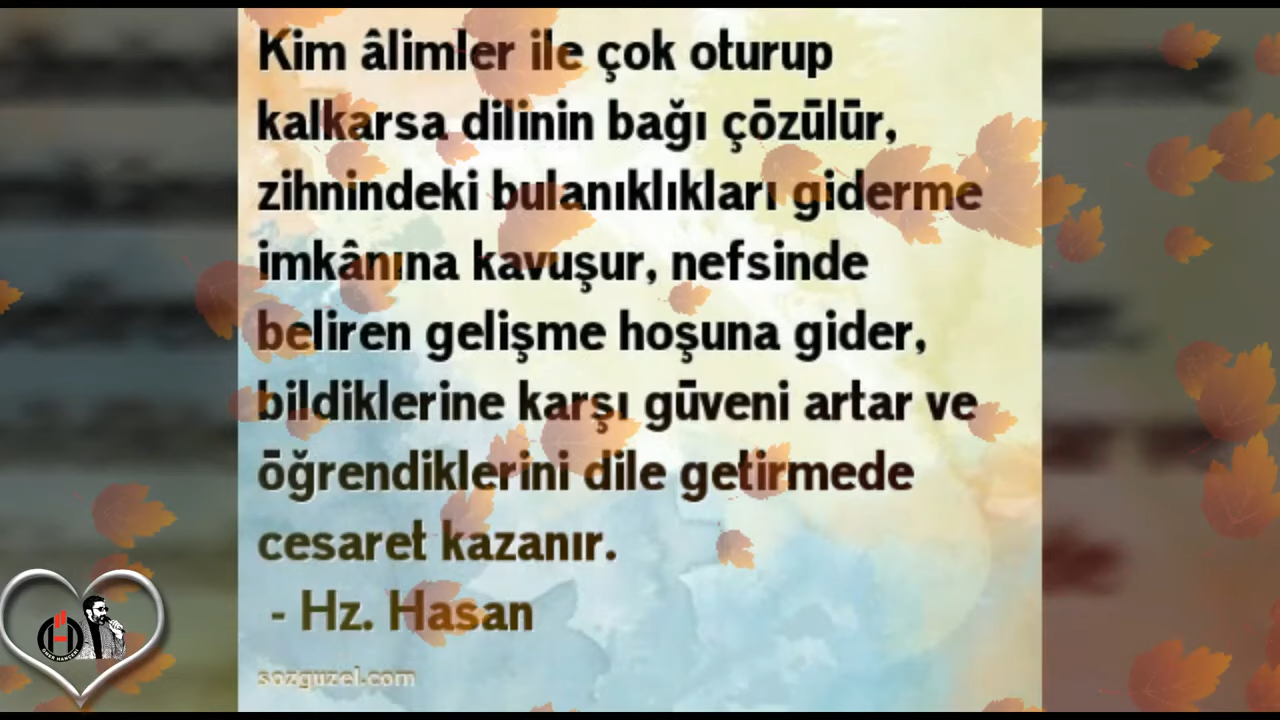 Kim âlimler ile çok oturup
kalkarsa dilinin bağı çözülür,
zihnindeki bulanıklıkları giderme
imkânına kavuşur, nefsinde
beliren gelişme hoşuna gider,
bildiklerine karşı güveni artar ve
öğrendiklerini dile getirmede
cesaret kazanır.
- Hz. Hasan
sozguzel.com